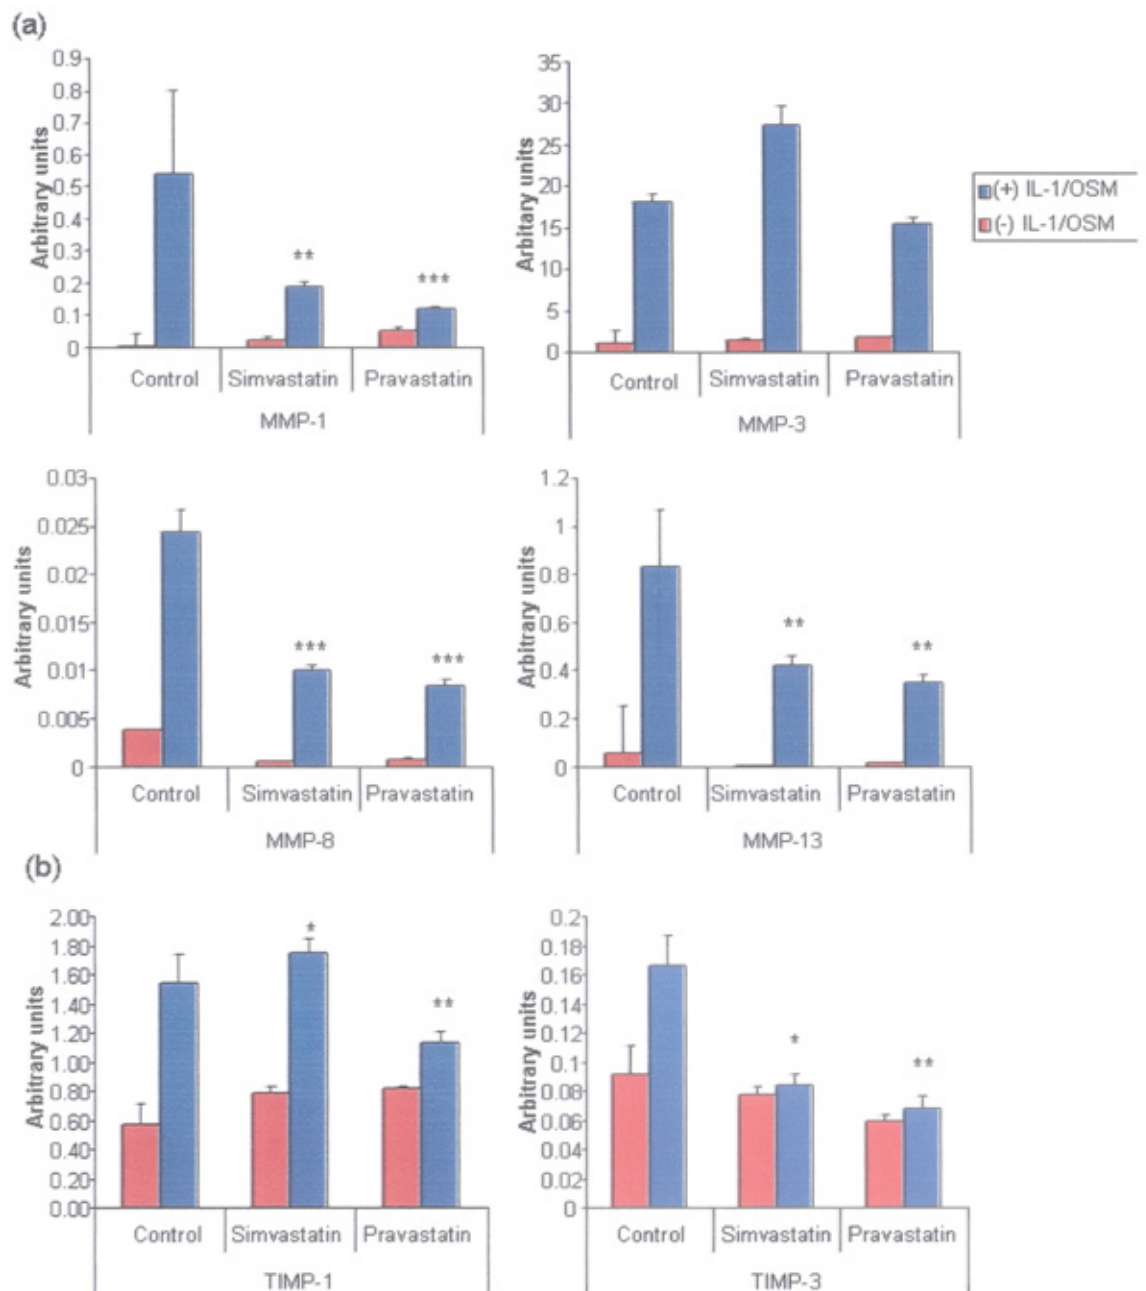 (a)
0.9
0.8
0.7
0.6
0.5
0.4
0.3
0.2
0.1
0
Arbitrary units
**
***
Control Simvastatin Pravastatin
MMP-1
35
30
25
20
15
10
5
0
Arbitary units
Control Simvastatin Pravastatin
MMP-3
(+) IL-1/OSM
(-) IL-1/OSM
0.03
0.025
0.02
0.015
0.01
0.005
0
Arbitrary units
***
***
Control Simvastatin Pravastatin
MMP-8
1.2
1
0.8
0.6
0.4
0.2
0
Arbitrary units
**
**
Control Simvastatin Pravastatin
MMP-13
(b)
2.00
1.80
1.60
1.40
1.20
1.00
0.80
0.60
0.40
0.20
0.00
Arbitrary units
*
**
Control Simvastatin Pravastatin
TIMP-1
0.2
0.18
0.16
0.14
0.12
0.1
0.08
0.06
0.04
0.02
0
Arbitrary units
*
**
Control Simvastatin Pravastatin
TIMP-3